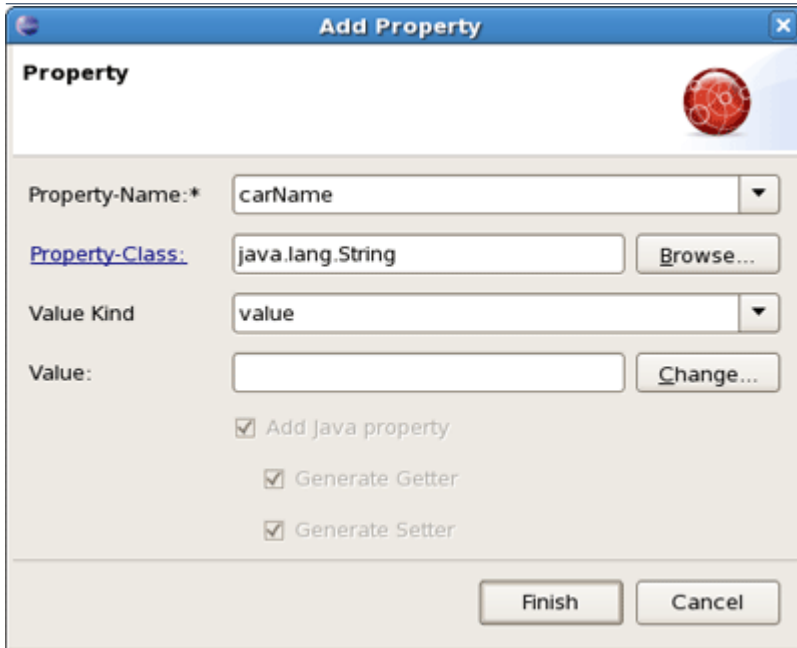 Add Property
Property
Property-Name:* carName
Property-Class: java.lang.String Browse...
Value Kind value
Value: Change...
Add Java property
Generate Getter
Generate Setter
Finish Cancel